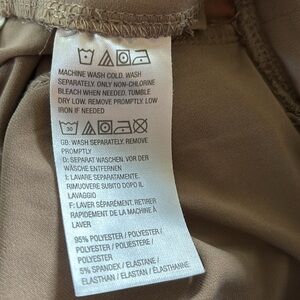 MACHINE WASH COLD. WASH
SEPARATELY. ONLY NON-CHLORINE
BLEACH WHEN NEEDED. TUMBLE
DRY LOW. REMOVE PROMPTLY. LOW
IRON IF NEEDED
30
GB: WASH SEPARATELY. REMOVE
PROMPTLY
D: SEPARAT WASCHEN. VOR DER
WÄSCHE ENTFERNEN
I: LAVARE SEPARATAMENTE.
RIMUOVERE SUBITO DOPO IL
LAVAGGIO
F: LAVER SÉPARÉMENT. RETIRER
RAPIDEMENT DE LA MACHINE À
LAVER
95% POLYESTER / POLYESTER /
POLYESTER / POLIESTERE /
POLYESTER
5% SPANDEX / ELASTANE /
ELASTHAN / ELASTAN / ÉLASTHANNE